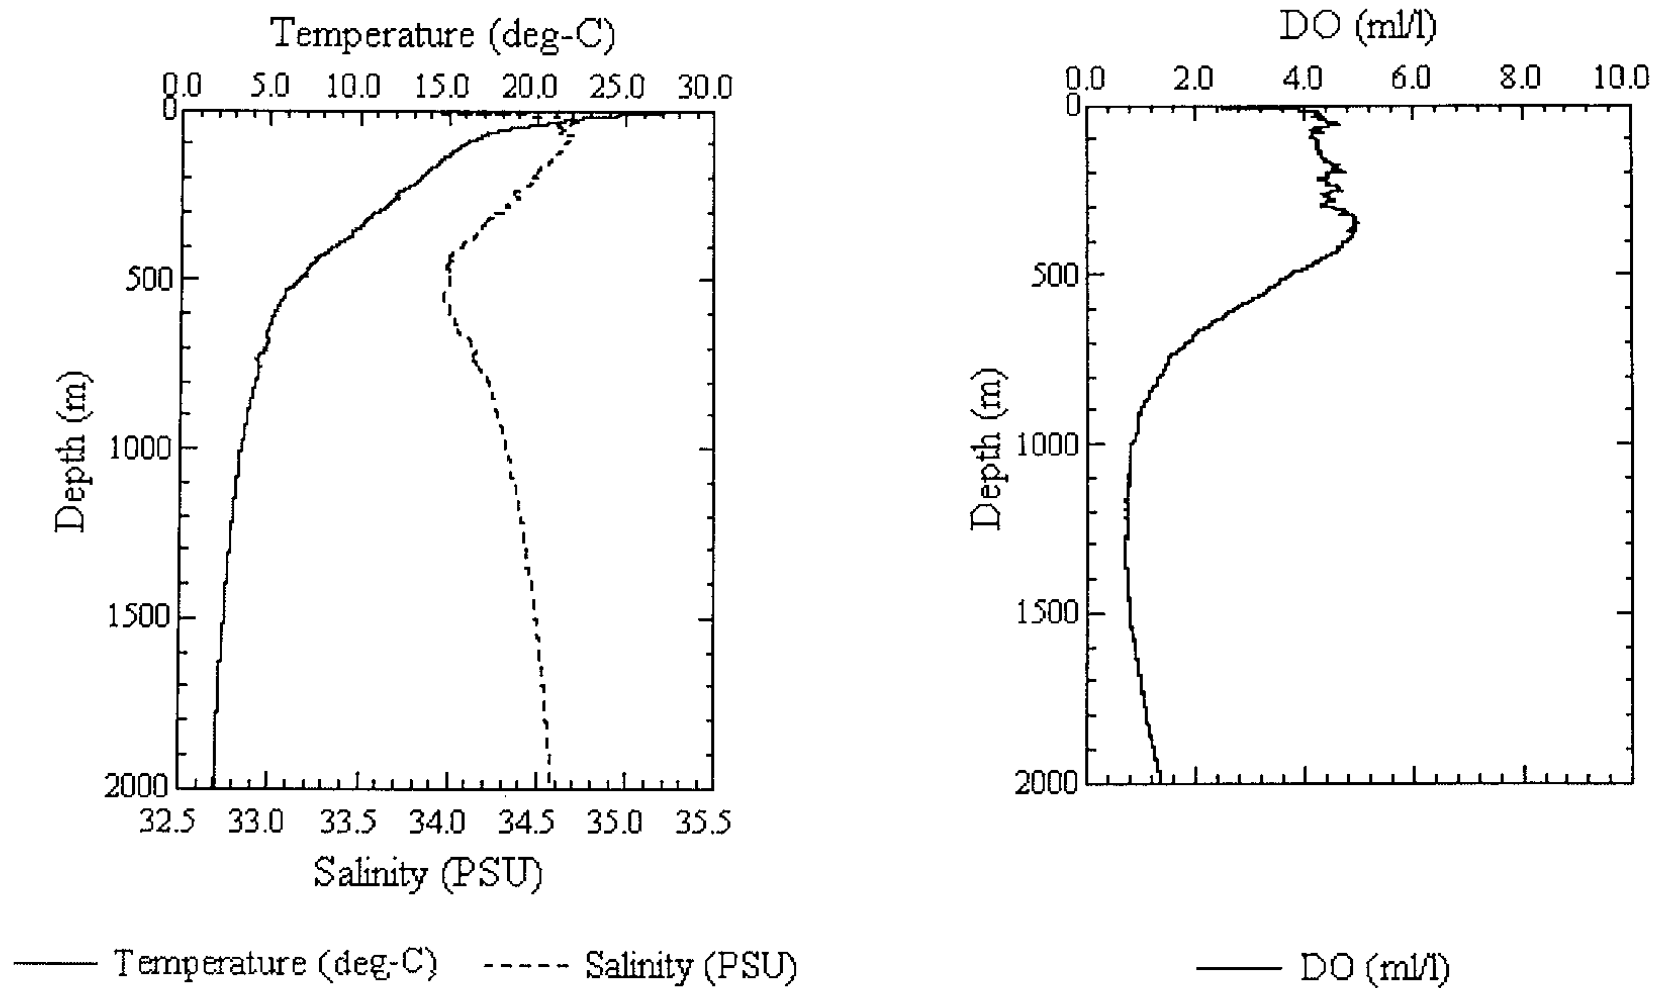 Temperature (deg-C)
0.0 5.0 10.0 15.0 20.0 25.0 30.0
0
500
1000
1500
2000
Depth (m)
32.5 33.0 33.5 34.0 34.5 35.0 35.5
Salinity (PSU)
Temperature (deg-C) Salinity (PSU)
DO (ml/l)
0.0 2.0 4.0 6.0 8.0 10.0
0
500
1000
1500
2000
Depth (m)
DO (ml/l)